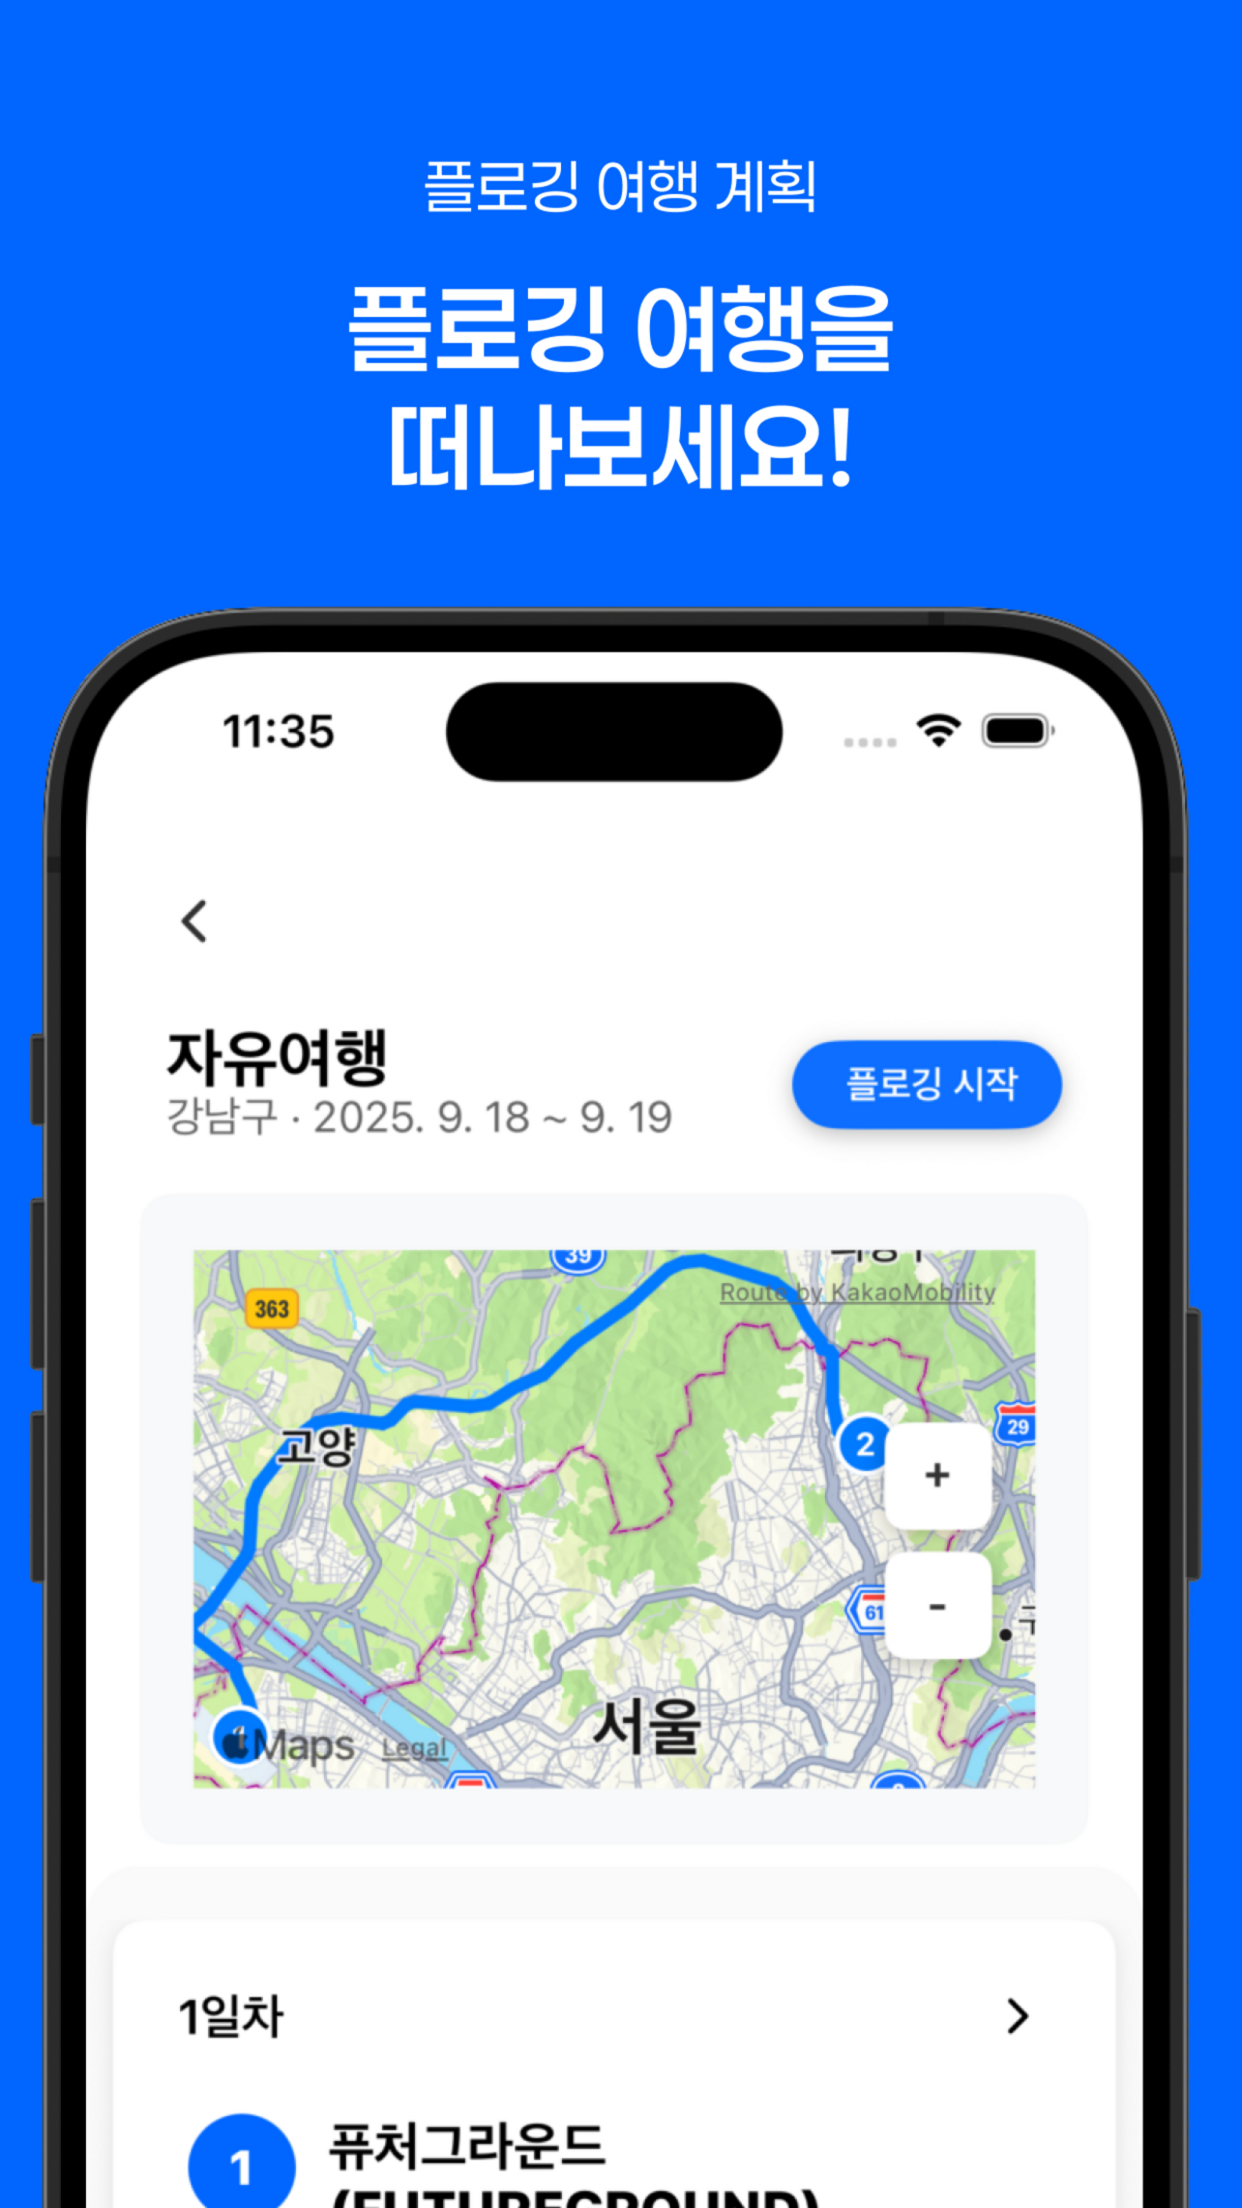 플로깅 여행 계획
플로깅 여행을
떠나보세요!
11:35
자유여행
플로깅 시작
강남구 · 2025. 9. 18 ~ 9. 19
39
Route by KakaoMobility
363
고양
29
2
+
61
-
서울
1
Maps
Legal
1일차
1
퓨처그라운드
(FUTUREGROUND)